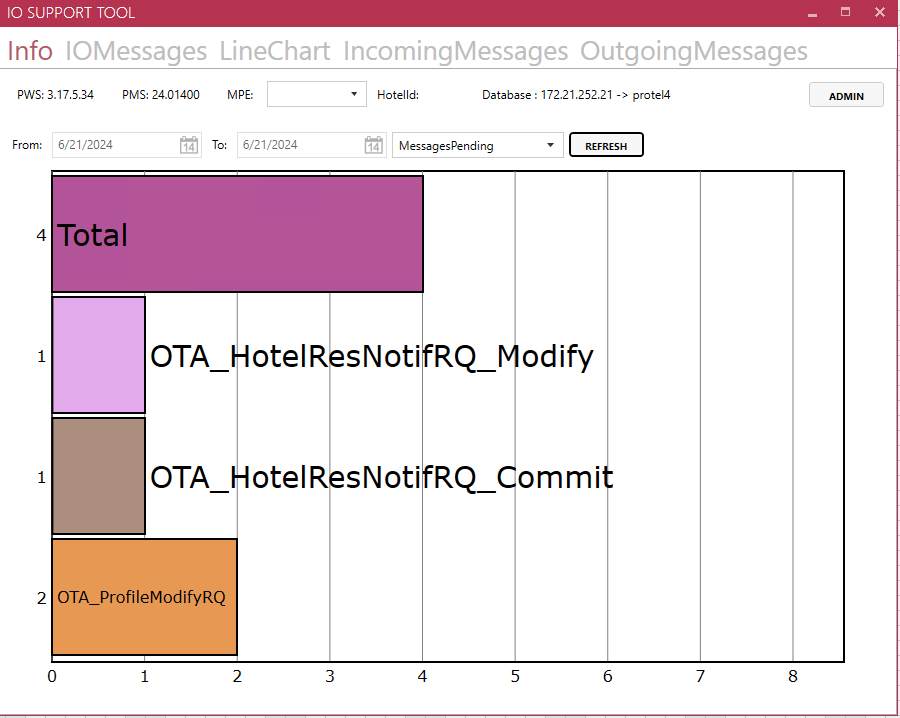 IO SUPPORT TOOL
Info IOMessages LineChart IncomingMessages OutgoingMessages
PWS: 3.17.5.34 PMS: 24.01400 MPE: HotelId: Database : 172.21.252.21 -> protel4 ADMIN
From: 6/21/2024 14 To: 6/21/2024 14 MessagesPending REFRESH
4 Total
1 OTA_HotelResNotifRQ_Modify
1 OTA_HotelResNotifRQ_Commit
2 OTA_ProfileModifyRQ
0 1 2 3 4 5 6 7 8